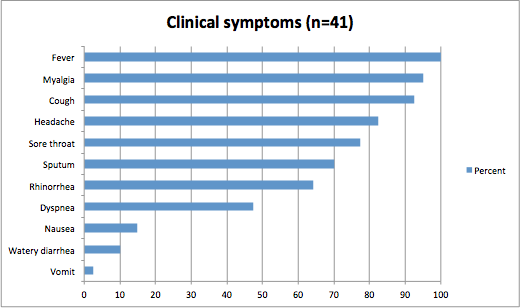 Clinical symptoms (n=41)
Fever
Myalgia
Cough
Headache
Sore throat
Sputum
Rhinorrhea
Dyspnea
Nausea
Watery diarrhea
Vomit
Percent
0 10 20 30 40 50 60 70 80 90 100